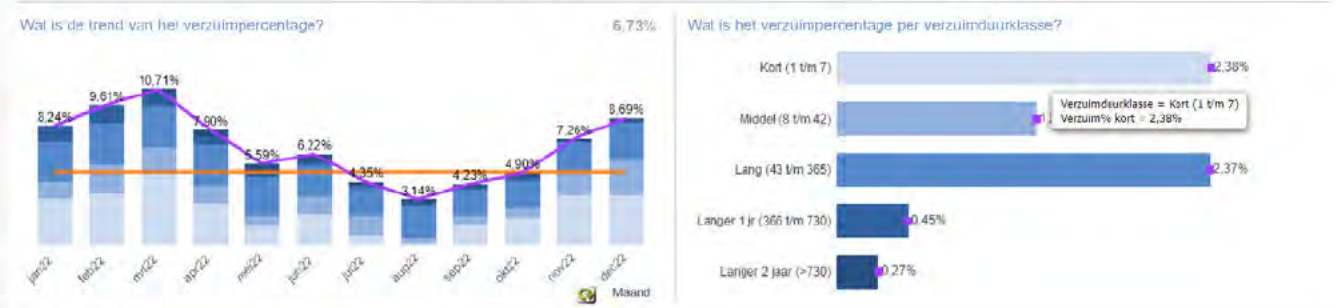 Wat is de trend van het verzuimpercentage?
6,73%
8,24%
9,61%
10,71%
7,90%
5,59%
6,22%
4,35%
3,14%
4,23%
4,90%
7,26%
8,69%
jan22
feb22
mrt22
apr22
mei22
jun22
jul22
aug22
sep22
okt22
nov22
dec22
Maand
Wat is het verzuimpercentage per verzuimduurklasse?
Kort (1 t/m 7)
2,38%
Middel (8 t/m 42)
Verzuimduurklasse = Kort (1 t/m 7)
Verzuim% kort = 2,38%
Lang (43 t/m 365)
2,37%
Langer 1 jr (366 t/m 730)
0,45%
Langer 2 jaar (>730)
0,27%